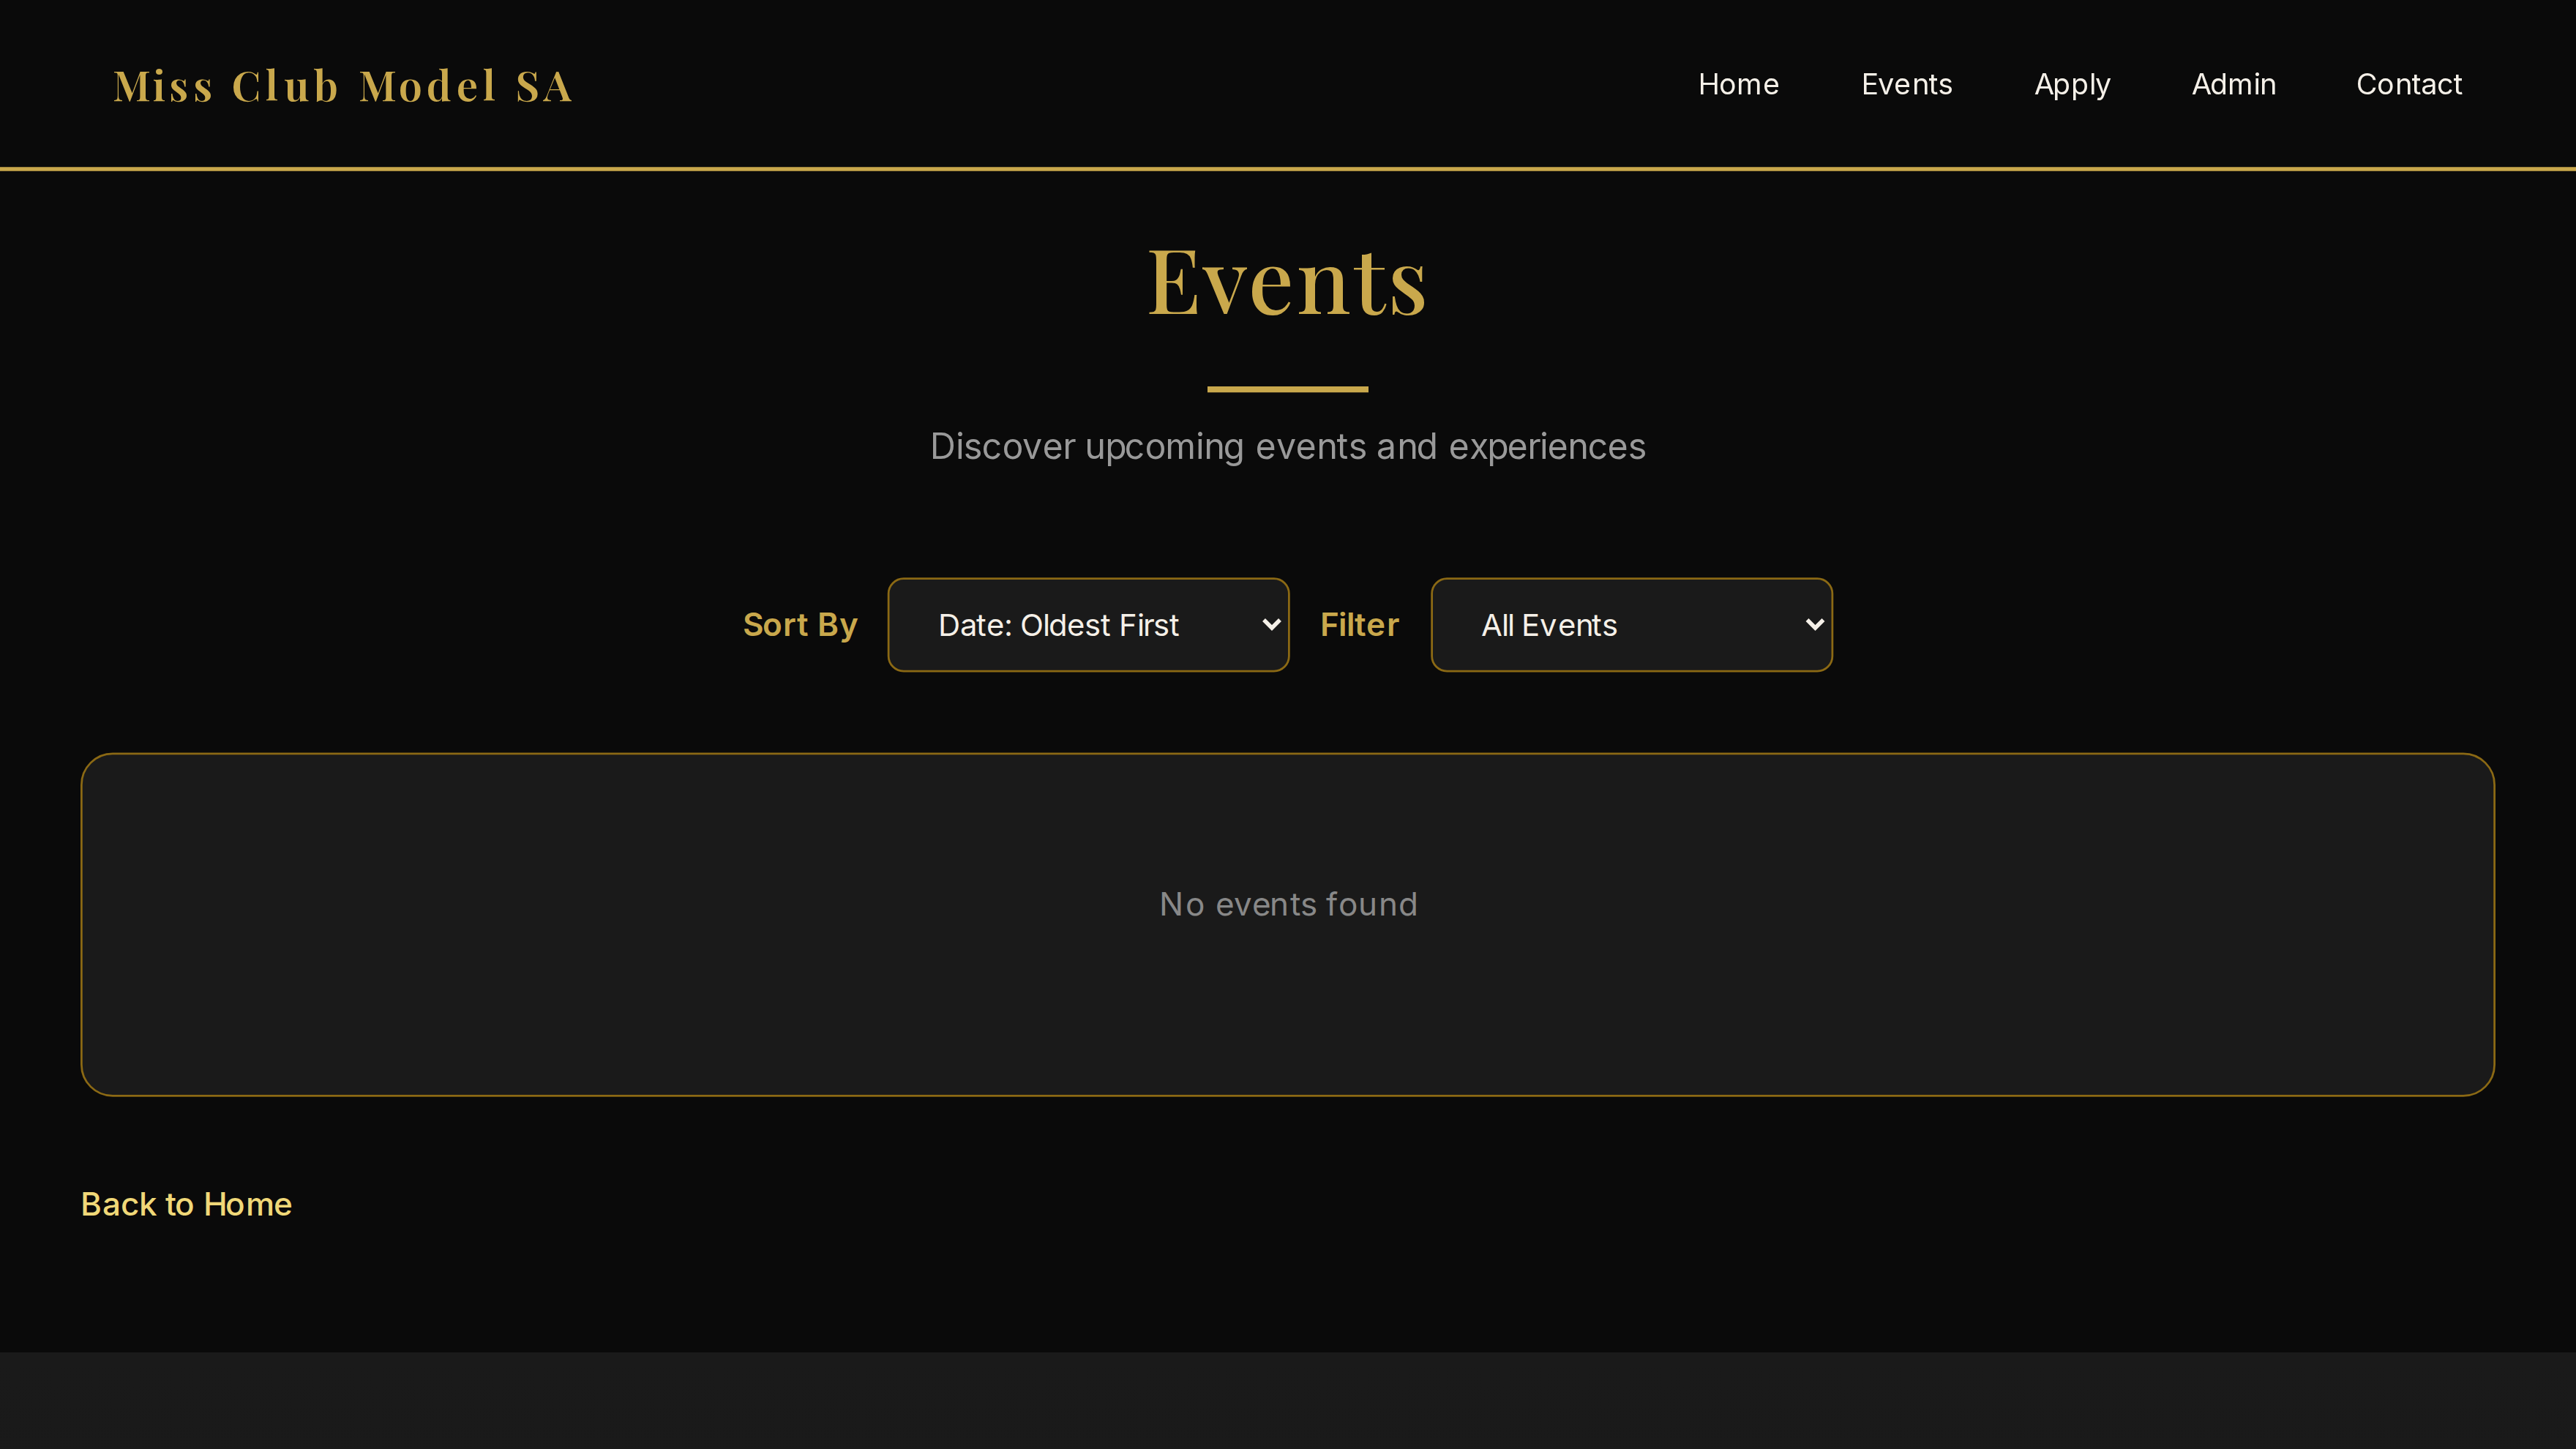 Miss Club Model SA
Home Events Apply Admin Contact
Events
Discover upcoming events and experiences
Sort By Date: Oldest First Filter All Events
No events found
Back to Home